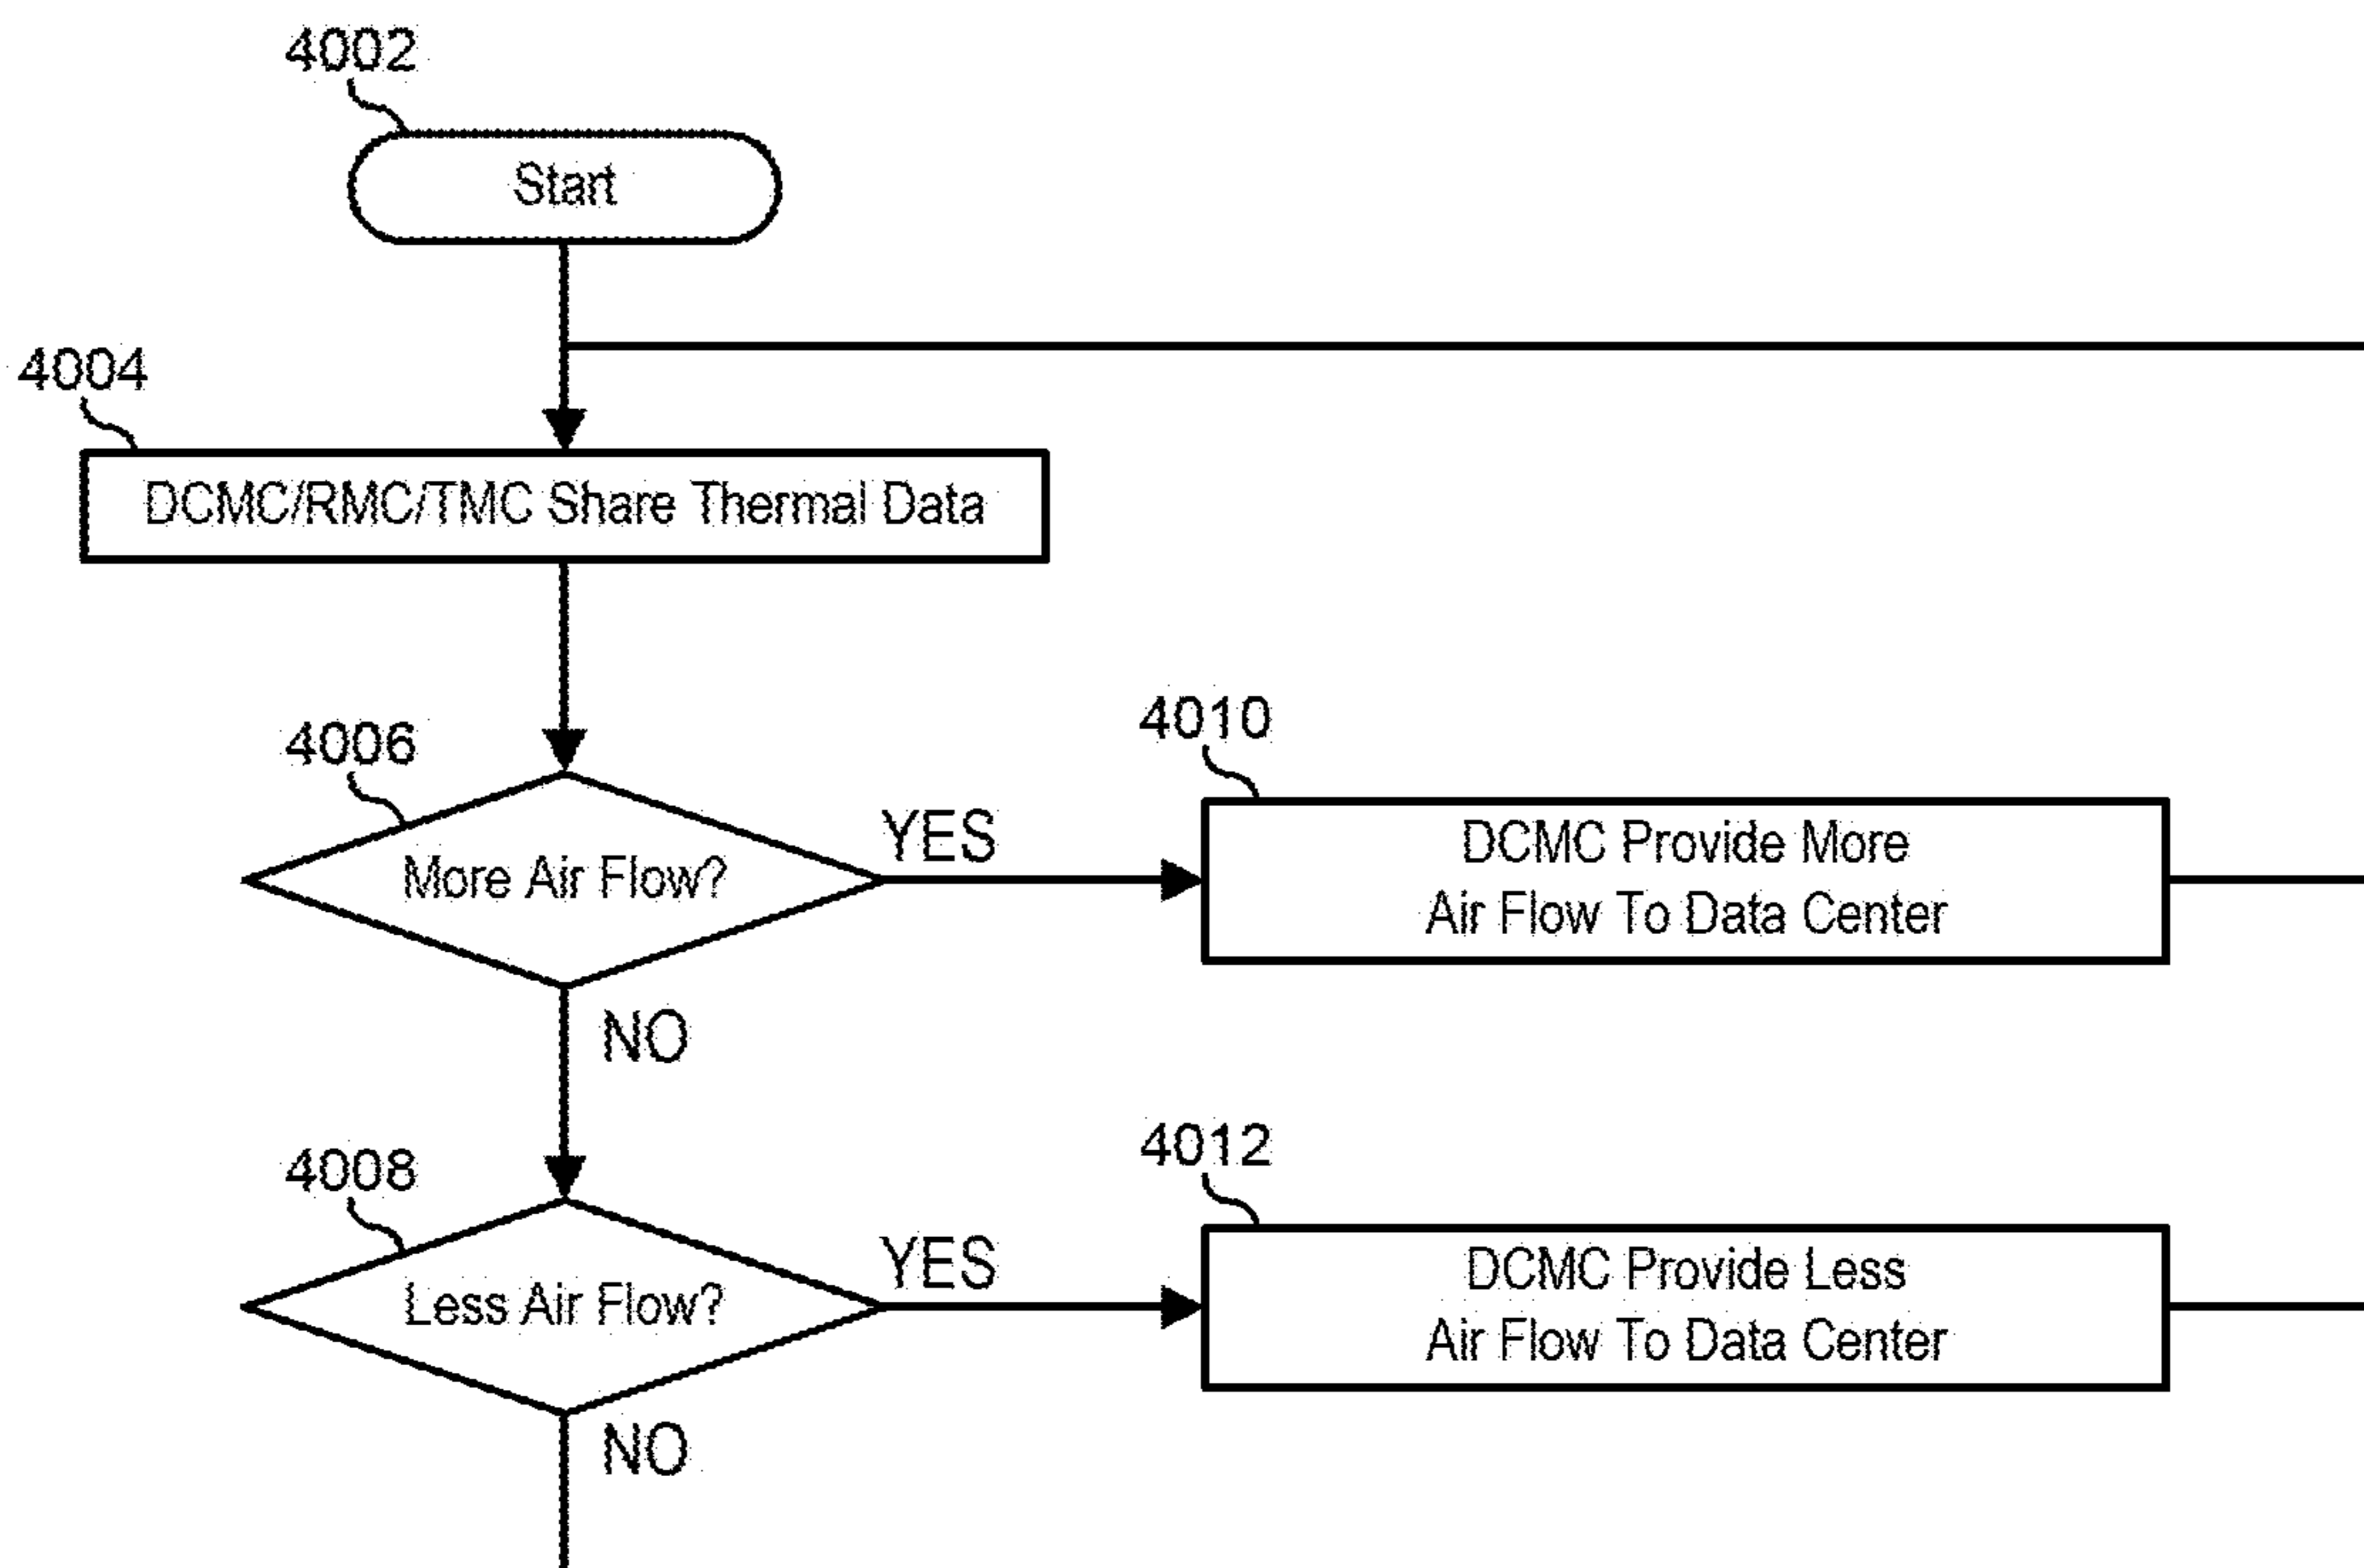 4002
Start
4004
DCMC/RMC/TMC Share Thermal Data
4006
More Air Flow?
YES
4010
DCMC Provide More
Air Flow To Data Center
NO
4008
Less Air Flow?
YES
4012
DCMC Provide Less
Air Flow To Data Center
NO